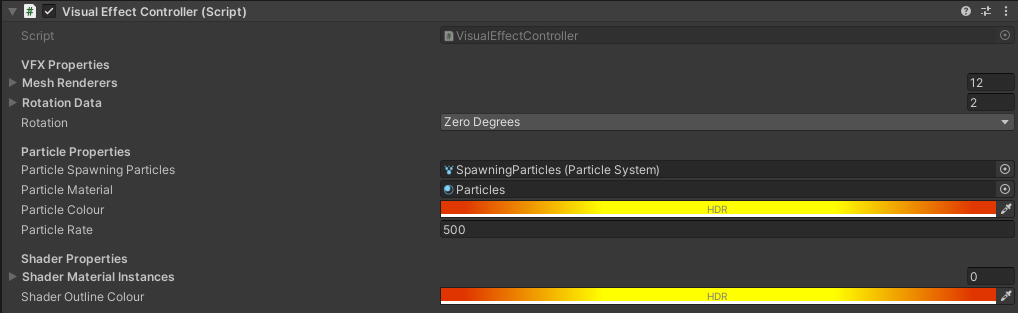 Visual Effect Controller (Script)
Script VisualEffectController
VFX Properties
Mesh Renderers 12
Rotation Data 2
Rotation Zero Degrees
Particle Properties
Particle Spawning Particles SpawningParticles (Particle System)
Particle Material Particles
Particle Colour HDR
Particle Rate 500
Shader Properties
Shader Material Instances 0
Shader Outline Colour HDR